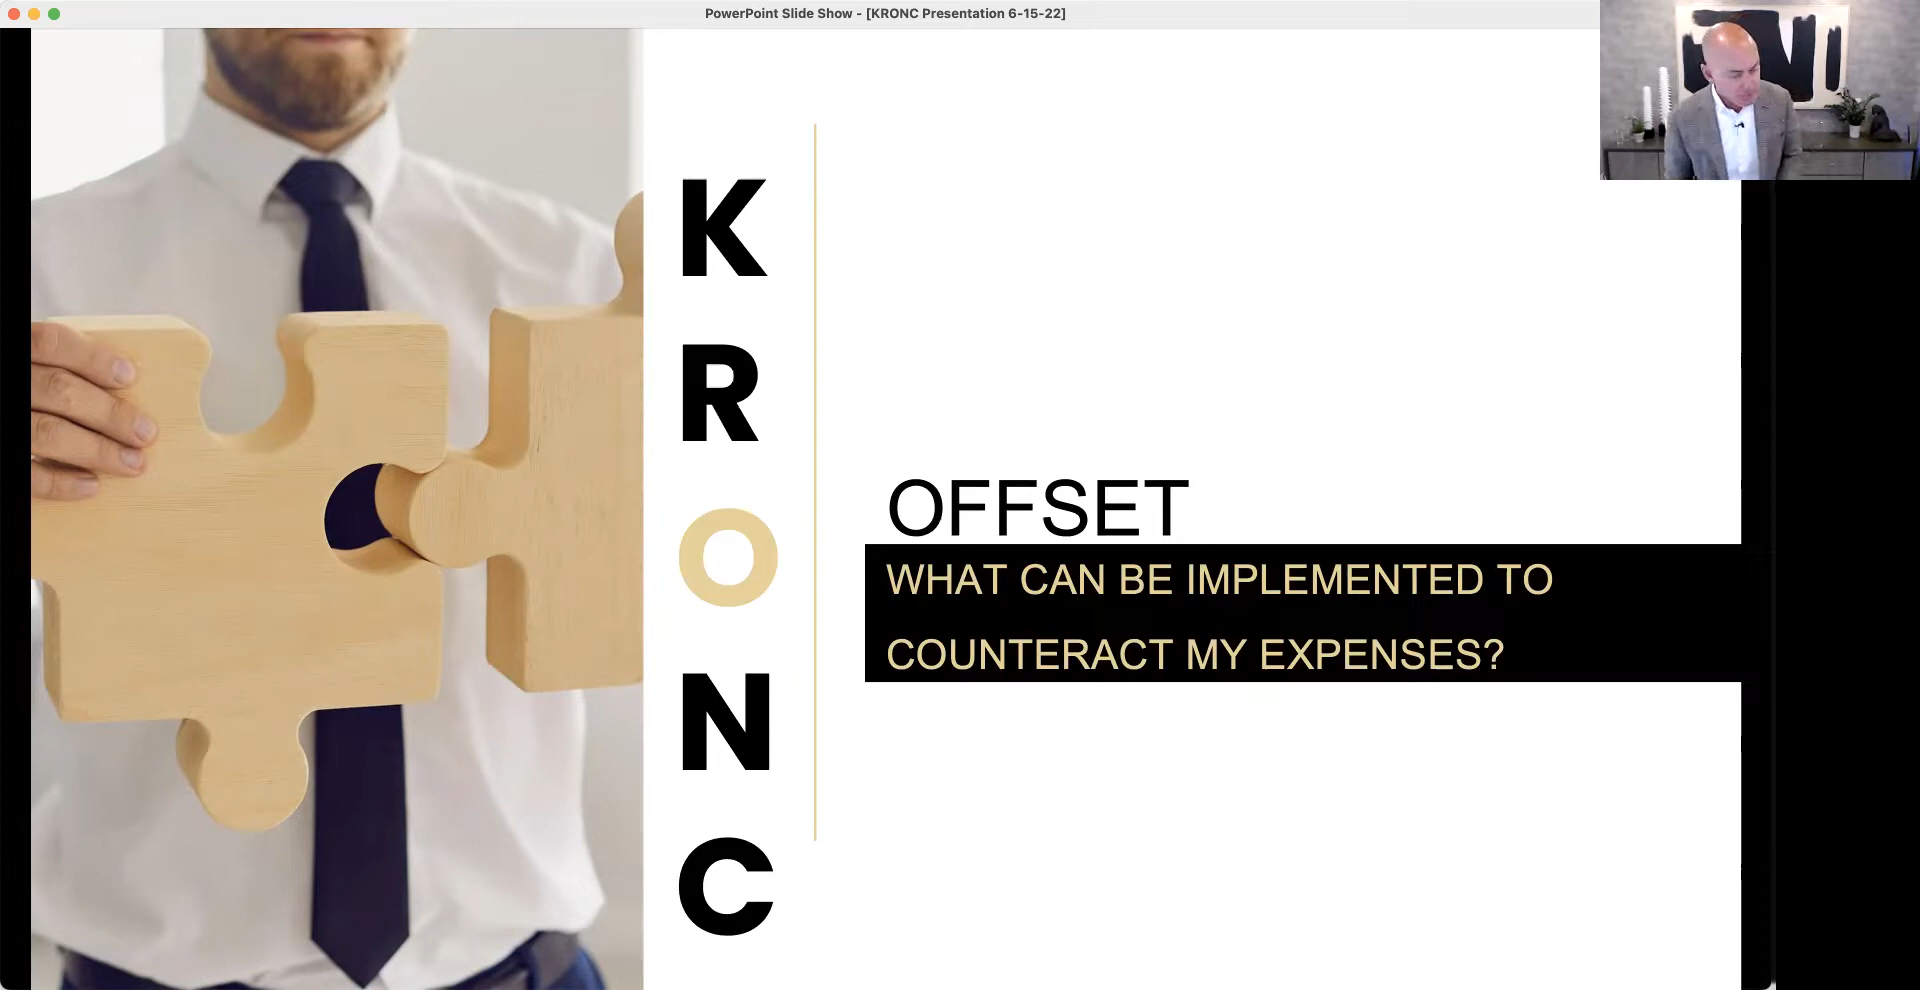 PowerPoint Slide Show - [KRONC Presentation 6-15-22]
K
R
O
N
C
OFFSET
WHAT CAN BE IMPLEMENTED TO
COUNTERACT MY EXPENSES?